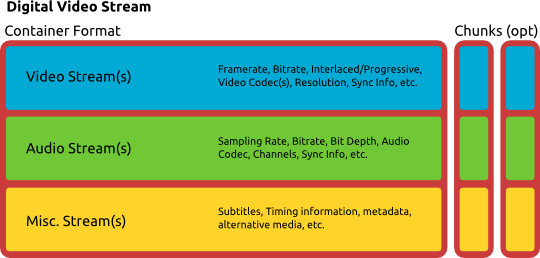 Digital Video Stream
Container Format
Chunks (opt)
Video Stream(s)
Framerate, Bitrate, Interlaced/Progressive,
Video Codec(s), Resolution, Sync Info, etc.
Audio Stream(s)
Sampling Rate, Bitrate, Bit Depth, Audio
Codec, Channels, Sync Info, etc.
Misc. Stream(s)
Subtitles, Timing information, metadata,
alternative media, etc.